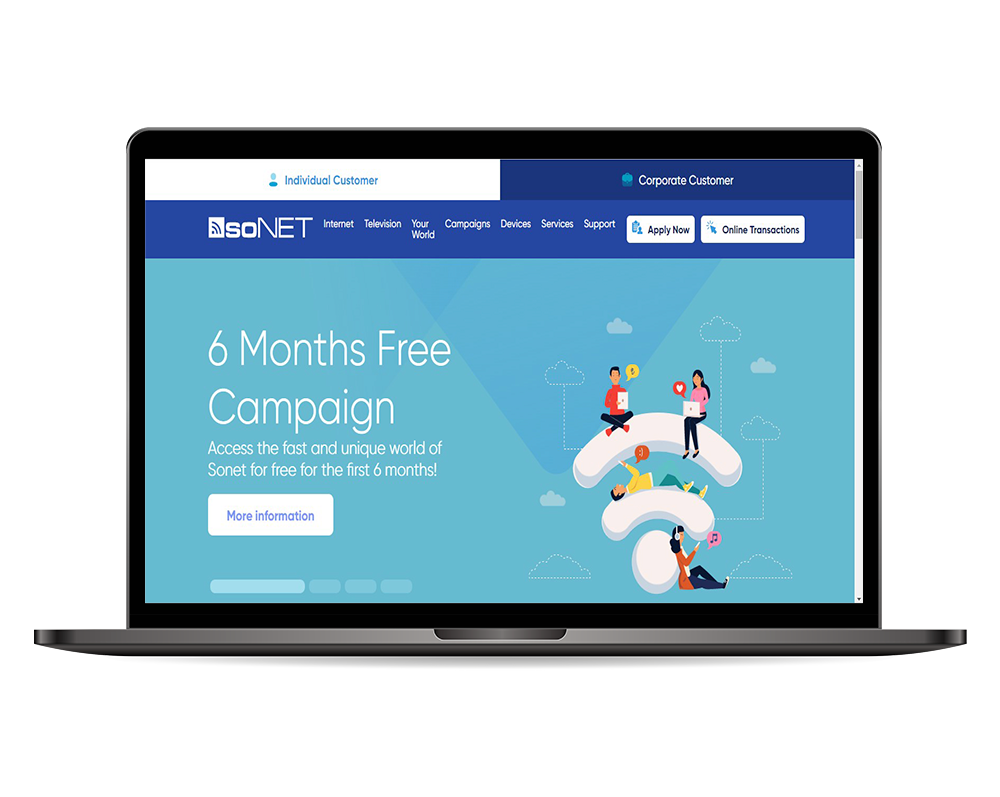 Individual Customer
Corporate Customer
soNET
Internet
Television
Your
World
Campaigns
Devices
Services
Support
Apply Now
Online Transactions
6 Months Free
Campaign
Access the fast and unique world of
Sonet for free for the first 6 months!
More information